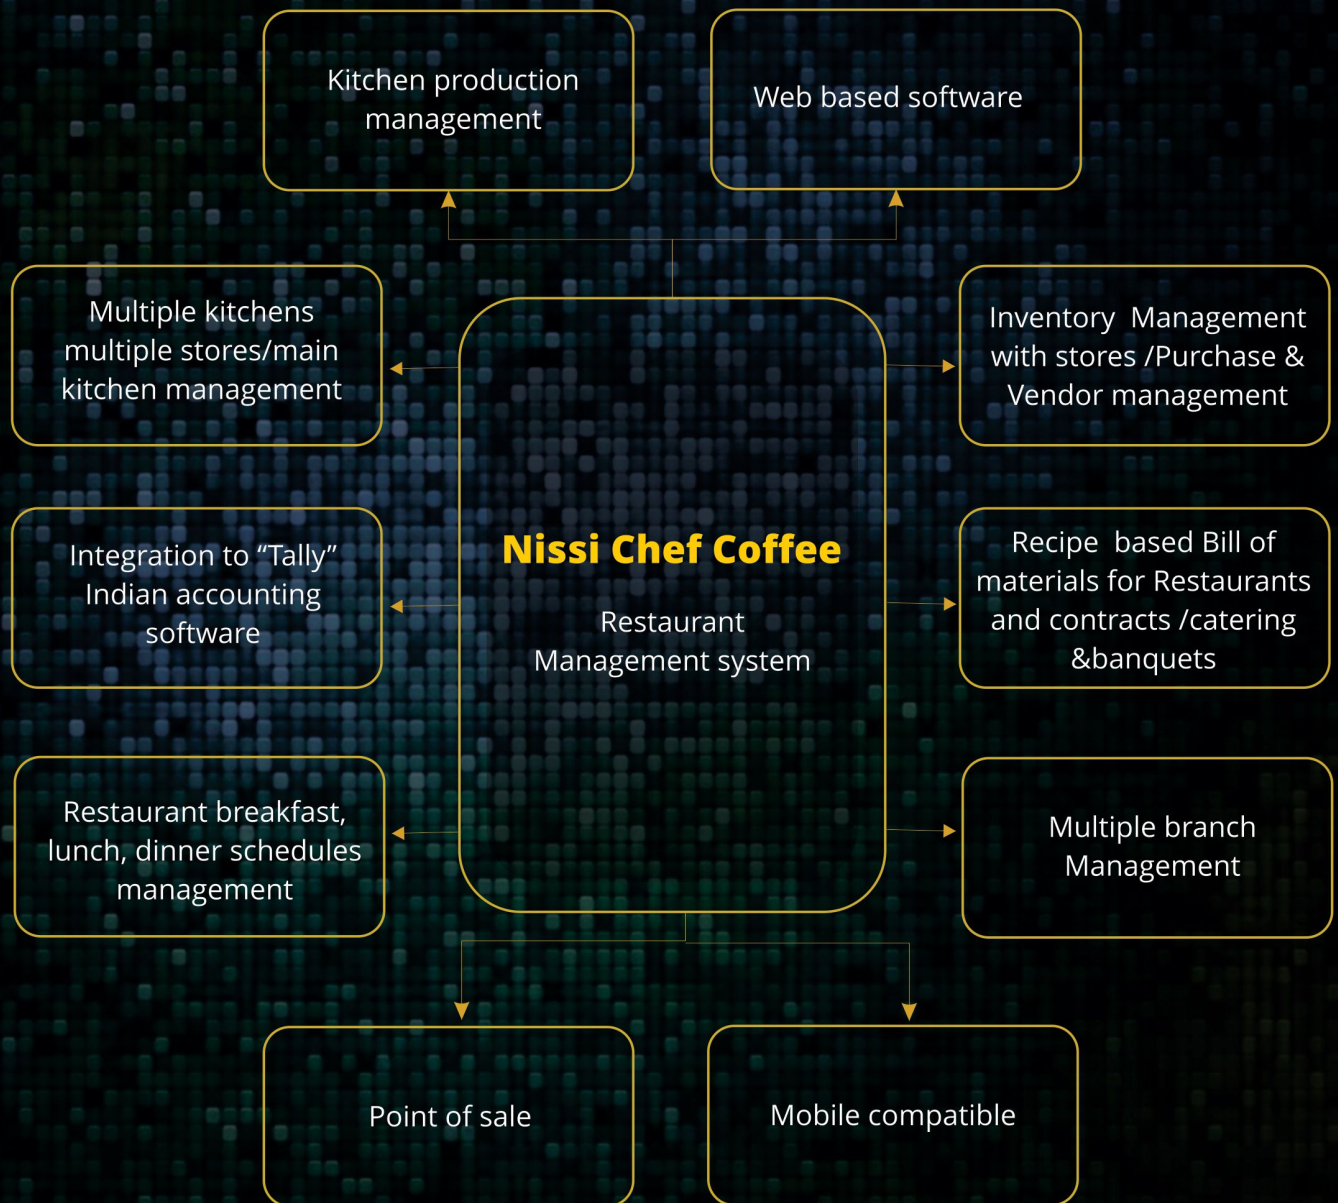 Kitchen production
management
Web based software
Multiple kitchens
multiple stores/main
kitchen management
Inventory  Management
with stores /Purchase &
Vendor management
Integration to “Tally”
Indian accounting
software
Nissi Chef Coffee
Restaurant
Management system
Recipe  based Bill of
materials for Restaurants
and contracts /catering
&banquets
Restaurant breakfast,
lunch, dinner schedules
management
Multiple branch
Management
Point of sale
Mobile compatible